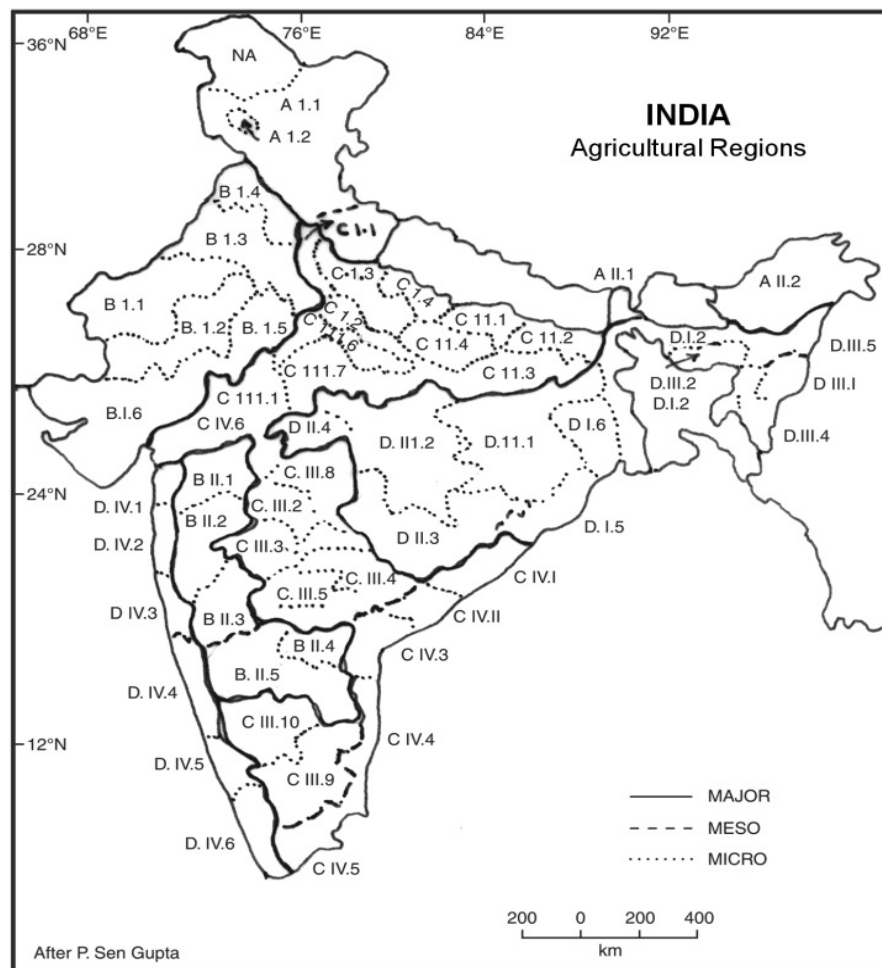 68°E 76°E 84°E 92°E
36°N
NA
A 1.1
A 1.2
INDIA
Agricultural Regions
B 1.4
C I·1
28°N
B 1.3
C·1.3
A II.1
A II.2
C 1.4
B 1.1
B. 1.2
B. 1.5
C 1.2
C 111.6
C 11.1
C 11.2
C 11.4
C 11.3
D.I.2
D.III.5
C 111.7
D.III.2
D III.I
D.I.2
B.I.6
C 111.1
C IV.6
D II.4
D. II1.2
D.11.1
D I.6
D.III.4
24°N
B II.1
C. III.8
D. IV.1
B II.2
C. III.2
D. I.5
D. IV.2
C III.3
D II.3
C. III.4
C IV.I
C. III.5
D IV.3
B II.3
C IV.II
B II.4
C IV.3
B. II.5
D. IV.4
C III.10
12°N
C IV.4
D. IV.5
C III.9
MAJOR
MESO
D. IV.6
MICRO
C IV.5
200 0 200 400
km
After P. Sen Gupta